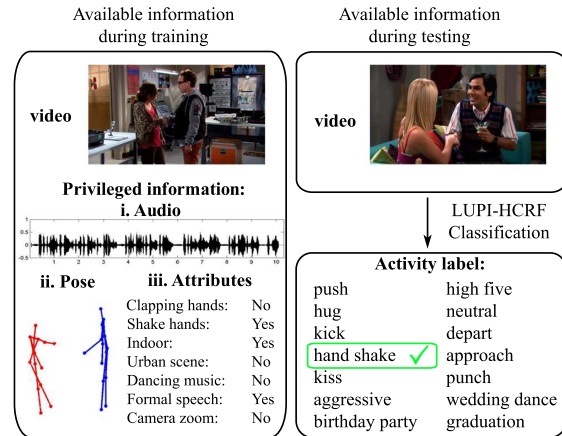 Available information
during training
video
Privileged information:
i. Audio
1
0.5
0
-0.5
0 1 2 3 4 5 6 7 8 9 10
ii. Pose
iii. Attributes
Clapping hands: No
Shake hands: Yes
Indoor: Yes
Urban scene: No
Dancing music: No
Formal speech: Yes
Camera zoom: No
Available information
during testing
video
LUPI-HCRF
Classification
Activity label:
push high five
hug neutral
kick depart
hand shake ✓ approach
kiss punch
aggressive wedding dance
birthday party graduation